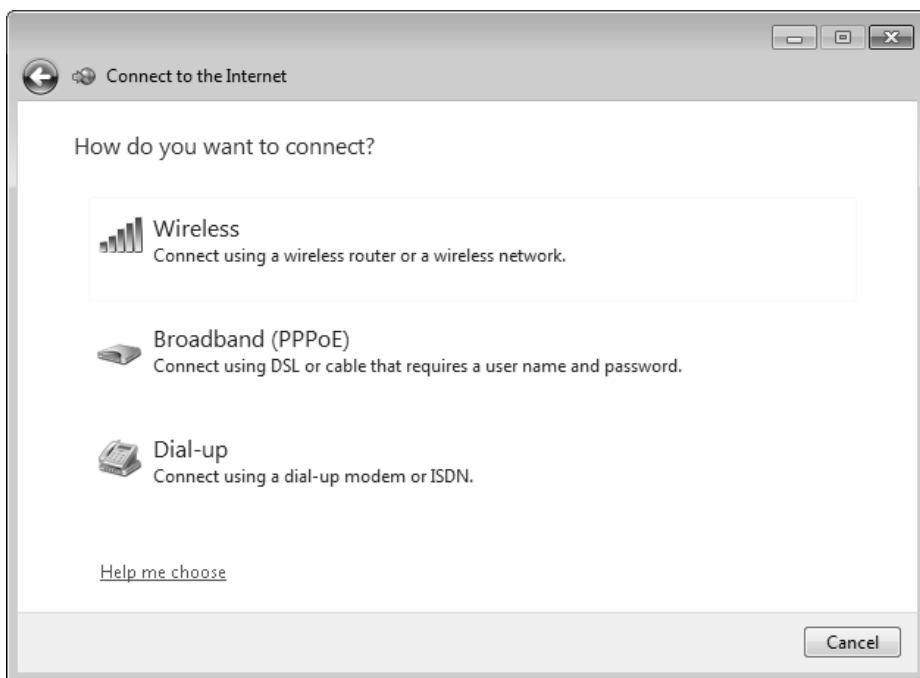 Connect to the Internet
How do you want to connect?
Wireless
Connect using a wireless router or a wireless network.
Broadband (PPPoE)
Connect using DSL or cable that requires a user name and password.
Dial-up
Connect using a dial-up modem or ISDN.
Help me choose
Cancel